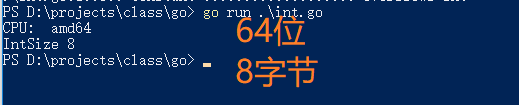 PS D:\projects\class\go> go run .\int.go
64位
CPU:  amd64
IntSize 8
8字节
PS D:\projects\class\go>